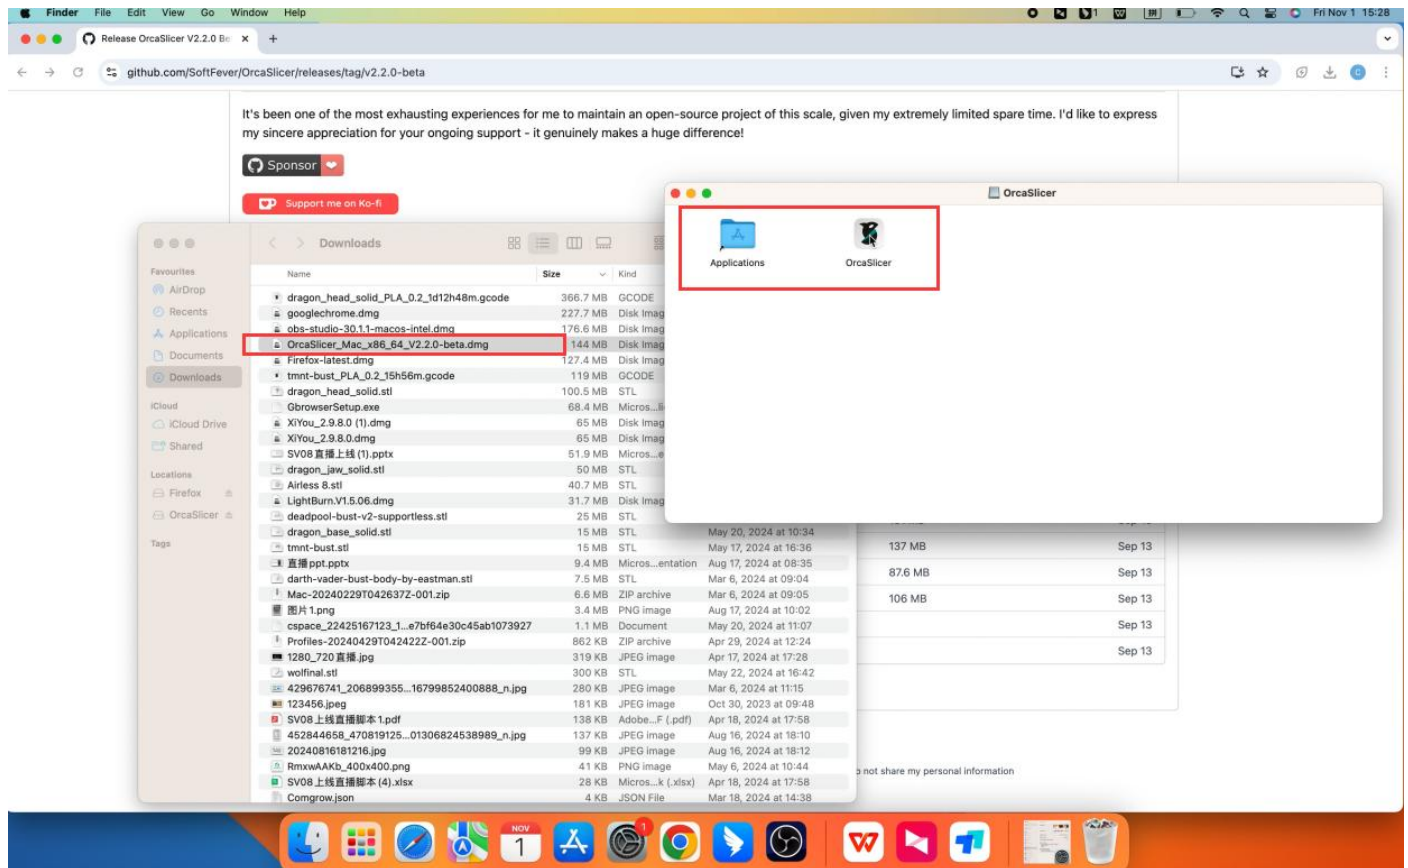 Finder File Edit View Go Window Help
1
拼
Fri Nov 1 15:28
Release OrcaSlicer V2.2.0 Be
github.com/SoftFever/OrcaSlicer/releases/tag/v2.2.0-beta
It's been one of the most exhausting experiences for me to maintain an open-source project of this scale, given my extremely limited spare time. I'd like to express
my sincere appreciation for your ongoing support - it genuinely makes a huge difference!
Sponsor
Support me on Ko-fi
OrcaSlicer
Applications OrcaSlicer
Downloads
Favourites
AirDrop
Recents
Applications
Documents
Downloads
iCloud
iCloud Drive
Shared
Locations
Firefox
OrcaSlicer
Tags
Name Size Kind
dragon_head_solid_PLA_0.2_1d12h48m.gcode 366.7 MB GCODE
googlechrome.dmg 227.7 MB Disk Imag
obs-studio-30.1.1-macos-intel.dmg 176.6 MB Disk Imag
OrcaSlicer_Mac_x86_64_V2.2.0-beta.dmg 144 MB Disk Imag
Firefox-latest.dmg 127.4 MB Disk Imag
tmnt-bust_PLA_0.2_15h56m.gcode 119 MB GCODE
dragon_head_solid.stl 100.5 MB STL
GbrowserSetup.exe 68.4 MB Micros...li
XiYou_2.9.8.0 (1).dmg 65 MB Disk Imag
XiYou_2.9.8.0.dmg 65 MB Disk Imag
SV08直播上线 (1).pptx 51.9 MB Micros...e
dragon_jaw_solid.stl 50 MB STL
Airless 8.stl 40.7 MB STL
LightBurn.V1.5.06.dmg 31.7 MB Disk Imag
deadpool-bust-v2-supportless.stl 25 MB STL
dragon_base_solid.stl 15 MB STL May 20, 2024 at 10:34
tmnt-bust.stl 15 MB STL May 17, 2024 at 16:36
直播ppt.pptx 9.4 MB Micros...entation Aug 17, 2024 at 08:35
darth-vader-bust-body-by-eastman.stl 7.5 MB STL Mar 6, 2024 at 09:04
Mac-20240229T042637Z-001.zip 6.6 MB ZIP archive Mar 6, 2024 at 09:05
图片1.png 3.4 MB PNG image Aug 17, 2024 at 10:02
cspace_22425167123_1...e7bf64e30c45ab1073927 1.1 MB Document May 20, 2024 at 11:07
Profiles-20240429T042422Z-001.zip 862 KB ZIP archive Apr 29, 2024 at 12:24
1280_720直播.jpg 319 KB JPEG image Apr 17, 2024 at 17:28
wolfinal.stl 300 KB STL May 22, 2024 at 16:42
429676741_206899355...16799852400888_n.jpg 280 KB JPEG image Mar 6, 2024 at 11:15
123456.jpeg 181 KB JPEG image Oct 30, 2023 at 09:48
SV08上线直播脚本1.pdf 138 KB Adobe...F (.pdf) Apr 18, 2024 at 17:58
452844658_470819125...01306824538989_n.jpg 137 KB JPEG image Aug 16, 2024 at 18:10
20240816181216.jpg 99 KB JPEG image Aug 16, 2024 at 18:12
RmxwAAKb_400x400.png 41 KB PNG image May 6, 2024 at 10:44
SV08上线直播脚本 (4).xlsx 28 KB Micros...k (.xlsx) Apr 18, 2024 at 17:58
Comgrow.json 4 KB JSON File Mar 18, 2024 at 14:38
137 MB Sep 13
87.6 MB Sep 13
106 MB Sep 13
Sep 13
Sep 13
not share my personal information
NOV
1
1